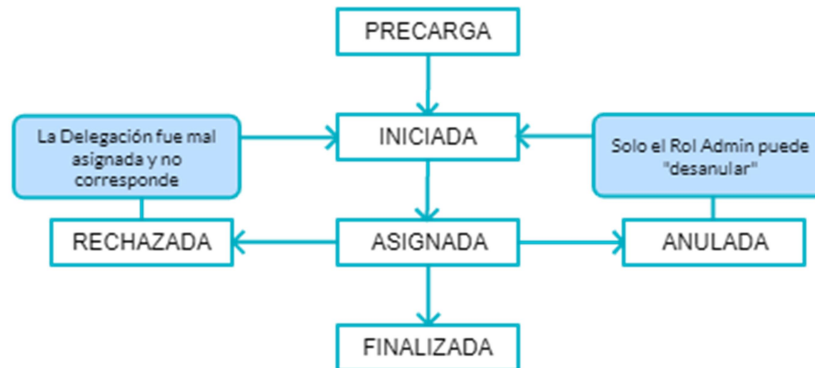 PRECARGA
La Delegación fue mal
asignada y no
corresponde
INICIADA
Solo el Rol Admin puede
"desanular"
RECHAZADA
ASIGNADA
ANULADA
FINALIZADA